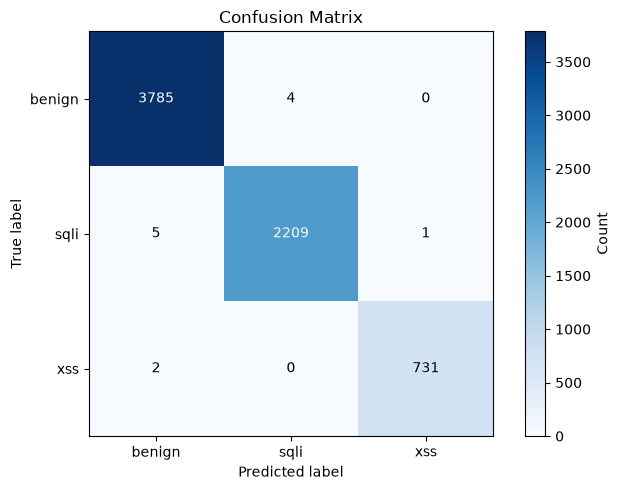 Confusion Matrix
True label
benign 3785 4 0
sqli 5 2209 1
xss 2 0 731
benign sqli xss
Predicted label
3500
3000
2500
2000
1500
1000
500
0
Count